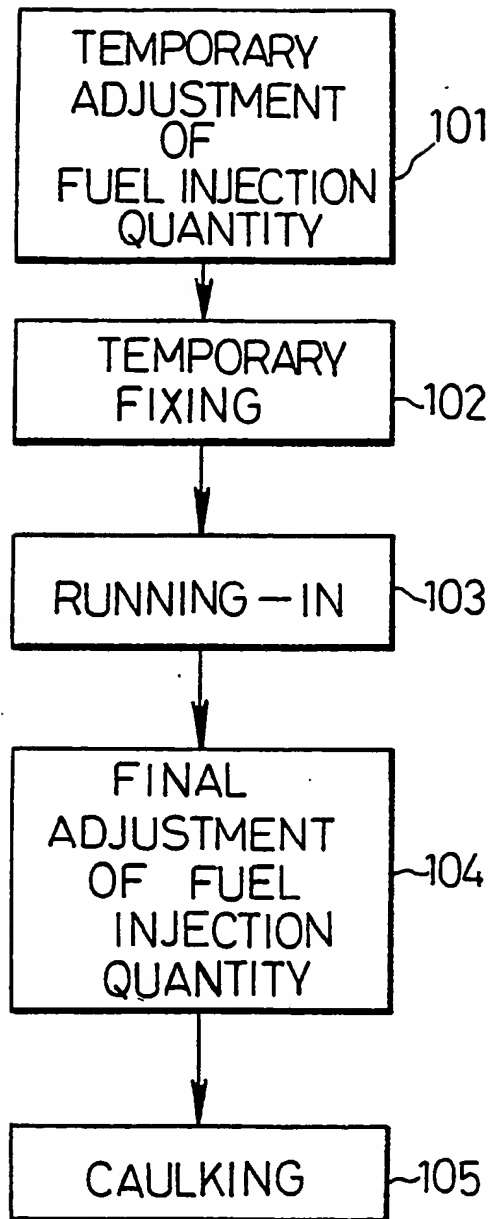 TEMPORARY
ADJUSTMENT
OF
FUEL INJECTION
QUANTITY
101
TEMPORARY
FIXING
102
RUNNING-IN
103
FINAL
ADJUSTMENT
OF FUEL
INJECTION
QUANTITY
104
CAULKING
105